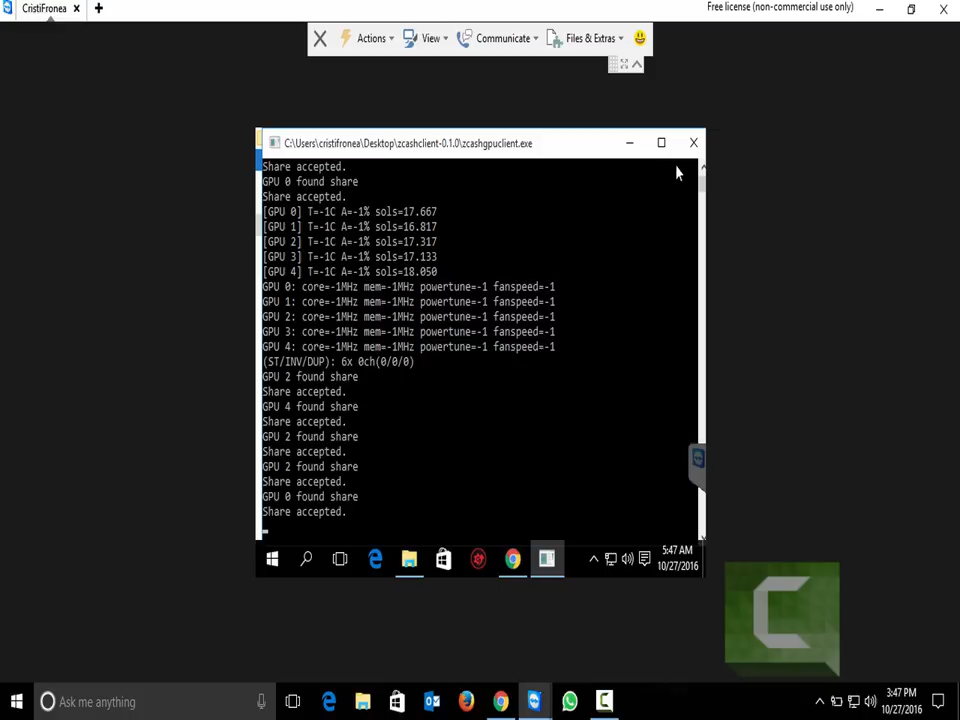 CristiFronea
Free license (non-commercial use only)
Actions
View
Communicate
Files & Extras
C:\Users\cristifronea\Desktop\zcashclient-0.1.0\zcashgpuclient.exe
Share accepted.
GPU 0 found share
Share accepted.
[GPU 0] T=-1C A=-1% sols=17.667
[GPU 1] T=-1C A=-1% sols=16.817
[GPU 2] T=-1C A=-1% sols=17.317
[GPU 3] T=-1C A=-1% sols=17.133
[GPU 4] T=-1C A=-1% sols=18.050
GPU 0: core=-1MHz mem=-1MHz powertune=-1 fanspeed=-1
GPU 1: core=-1MHz mem=-1MHz powertune=-1 fanspeed=-1
GPU 2: core=-1MHz mem=-1MHz powertune=-1 fanspeed=-1
GPU 3: core=-1MHz mem=-1MHz powertune=-1 fanspeed=-1
GPU 4: core=-1MHz mem=-1MHz powertune=-1 fanspeed=-1
(ST/INV/DUP): 6x 0ch(0/0/0)
GPU 2 found share
Share accepted.
GPU 4 found share
Share accepted.
GPU 2 found share
Share accepted.
GPU 2 found share
Share accepted.
GPU 0 found share
Share accepted.
5:47 AM
10/27/2016
Ask me anything
3:47 PM
10/27/2016